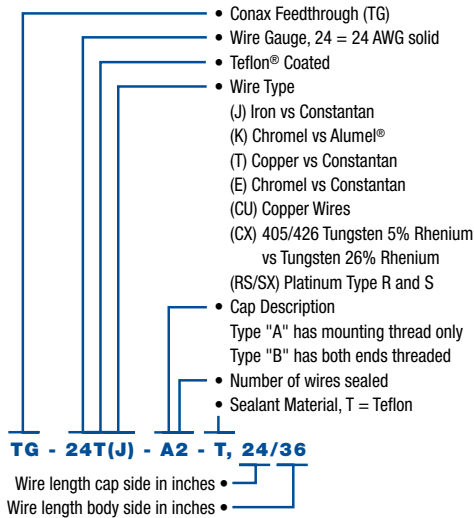 • Conax Feedthrough (TG)
• Wire Gauge, 24 = 24 AWG solid
• Teflon® Coated
• Wire Type
(J) Iron vs Constantan
(K) Chromel vs Alumel®
(T) Copper vs Constantan
(E) Chromel vs Constantan
(CU) Copper Wires
(CX) 405/426 Tungsten 5% Rhenium
vs Tungsten 26% Rhenium
(RS/SX) Platinum Type R and S
• Cap Description
Type "A" has mounting thread only
Type "B" has both ends threaded
• Number of wires sealed
• Sealant Material, T = Teflon
TG - 24T(J) - A2 - T, 24/36
Wire length cap side in inches •
Wire length body side in inches •